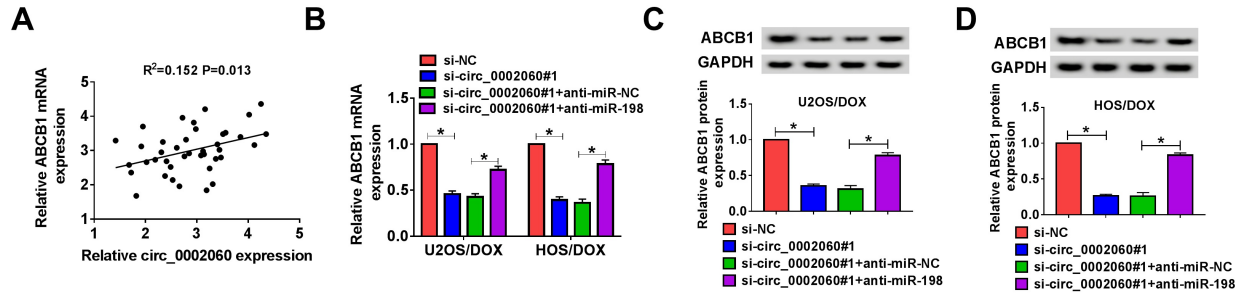 A
R²=0.152 P=0.013
Relative ABCB1 mRNA
expression
5
4
3
2
1
1 2 3 4 5
Relative circ_0002060 expression
B
si-NC
si-circ_0002060#1
si-circ_0002060#1+anti-miR-NC
si-circ_0002060#1+anti-miR-198
Relative ABCB1 mRNA
expression
1.5
1.0
0.5
0.0
* * * *
U2OS/DOX HOS/DOX
C
ABCB1
GAPDH
U2OS/DOX
Relative ABCB1 protein
expression
1.5
1.0
0.5
0.0
* *
si-NC
si-circ_0002060#1
si-circ_0002060#1+anti-miR-NC
si-circ_0002060#1+anti-miR-198
D
ABCB1
GAPDH
HOS/DOX
Relative ABCB1 protein
expression
1.5
1.0
0.5
0.0
* *
si-NC
si-circ_0002060#1
si-circ_0002060#1+anti-miR-NC
si-circ_0002060#1+anti-miR-198